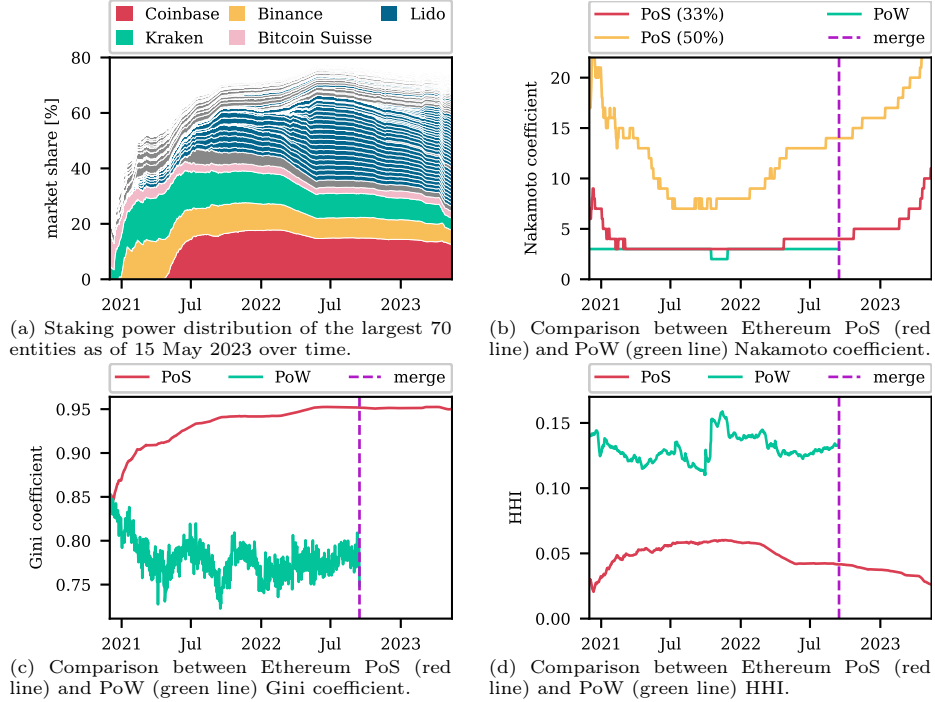 Coinbase Binance Lido
Kraken Bitcoin Suisse
80
60
40
20
0
market share [%]
2021 Jul 2022 Jul 2023
(a) Staking power distribution of the largest 70
entities as of 15 May 2023 over time.
PoS (33%) PoW
PoS (50%) merge
20
15
10
5
0
Nakamoto coefficient
2021 Jul 2022 Jul 2023
(b) Comparison between Ethereum PoS (red
line) and PoW (green line) Nakamoto coefficient.
PoS PoW merge
0.95
0.90
0.85
0.80
0.75
Gini coefficient
2021 Jul 2022 Jul 2023
(c) Comparison between Ethereum PoS (red
line) and PoW (green line) Gini coefficient.
PoS PoW merge
0.15
0.10
0.05
0.00
HHI
2021 Jul 2022 Jul 2023
(d) Comparison between Ethereum PoS (red
line) and PoW (green line) HHI.